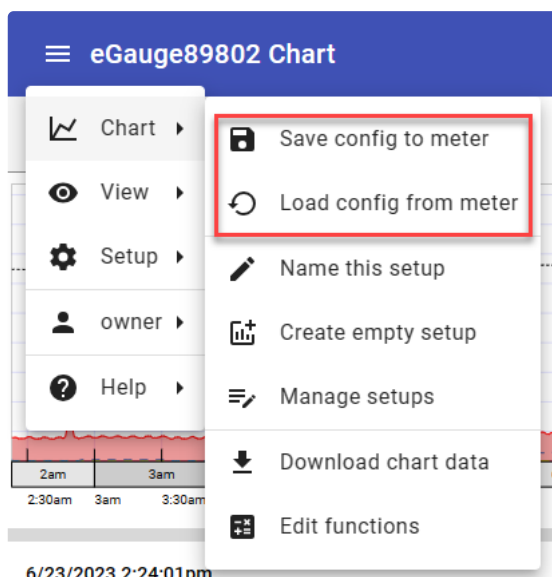 eGauge89802 Chart
Chart
View
Setup
owner
Help
Save config to meter
Load config from meter
Name this setup
Create empty setup
Manage setups
Download chart data
Edit functions
2am 3am
2:30am 3am 3:30am
6/23/2023 2:24:01pm